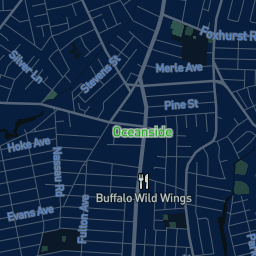 Foxhurst R
Silver Ln
Stevens St
Merle Ave
Pine St
Oceanside
Hoke Ave
Nassau Rd
Buffalo Wild Wings
Evans Ave
Fulton Ave
Pa